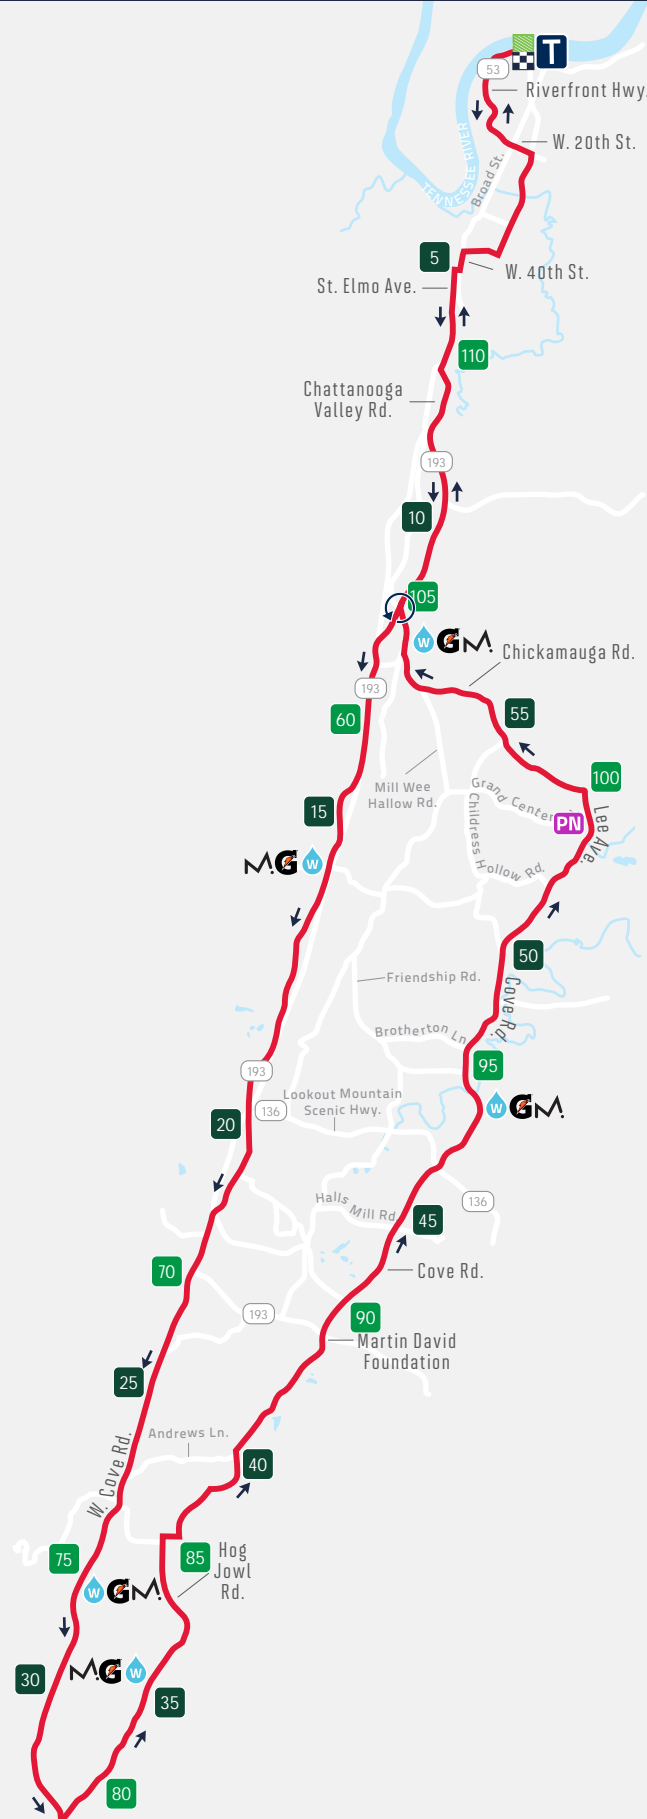 T
53
Riverfront Hwy.
W. 20th St.
TENNESSEE RIVER
Broad St.
5
W. 40th St.
St. Elmo Ave.
110
Chattanooga
Valley Rd.
193
10
105
W G M.
Chickamauga Rd.
193
55
60
100
Mill Wee
Hallow Rd.
Grand Center
PN
Lee Ave.
15
Childress Hollow Rd.
M. G W
50
Friendship Rd.
Cove Rd.
Brotherton Ln.
95
193
Lookout Mountain
Scenic Hwy.
136
W G M.
20
Halls Mill Rd.
136
45
70
Cove Rd.
193
90
Martin David
Foundation
25
W. Cove Rd.
Andrews Ln.
40
75
85
Hog
Jowl
Rd.
W G M.
30
M. G W
35
80